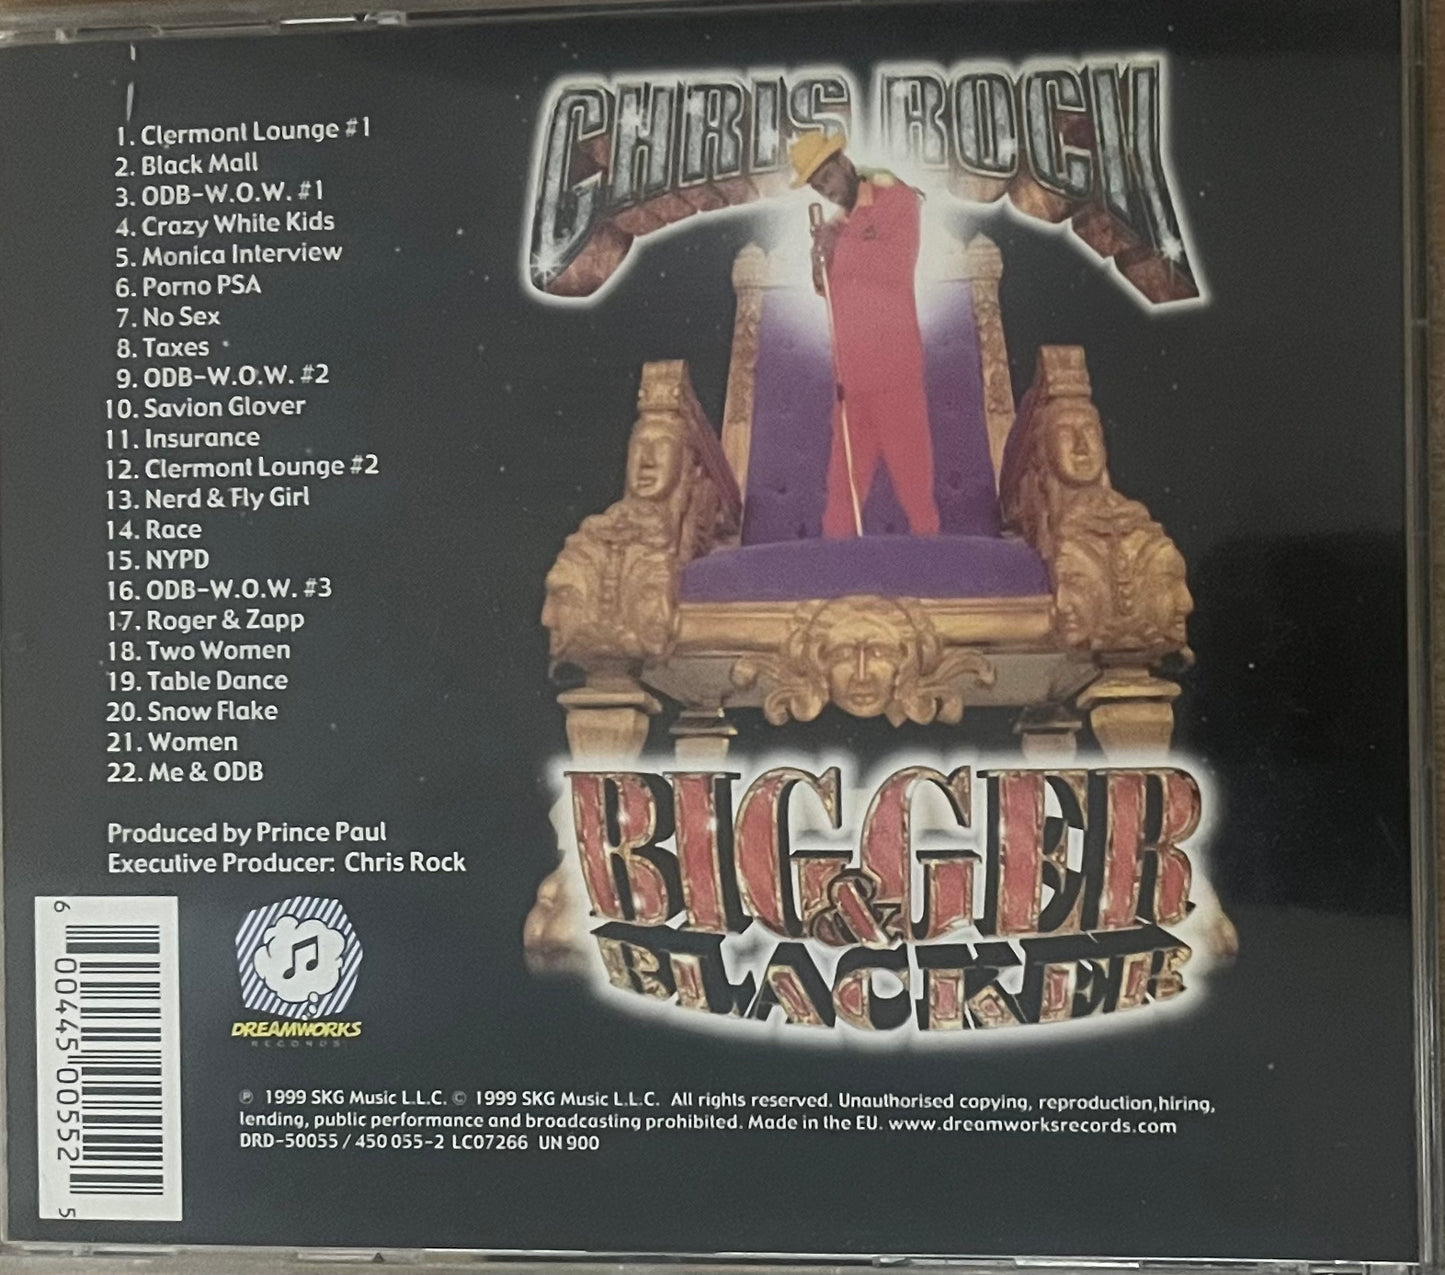 CHRIS ROCK
1. Clermont Lounge #1
2. Black Mall
3. ODB-W.O.W. #1
4. Crazy White Kids
5. Monica Interview
6. Porno PSA
7. No Sex
8. Taxes
9. ODB-W.O.W. #2
10. Savion Glover
11. Insurance
12. Clermont Lounge #2
13. Nerd & Fly Girl
14. Race
15. NYPD
16. ODB-W.O.W. #3
17. Roger & Zapp
18. Two Women
19. Table Dance
20. Snow Flake
21. Women
22. Me & ODB
BIGGER
&
BLACKER
Produced by Prince Paul
Executive Producer: Chris Rock
6 00445 00552 5
DREAMWORKS
RECORDS
℗ 1999 SKG Music L.L.C. © 1999 SKG Music L.L.C. All rights reserved. Unauthorised copying, reproduction,hiring,
lending, public performance and broadcasting prohibited. Made in the EU. www.dreamworksrecords.com
DRD-50055 / 450 055-2 LC07266 UN 900